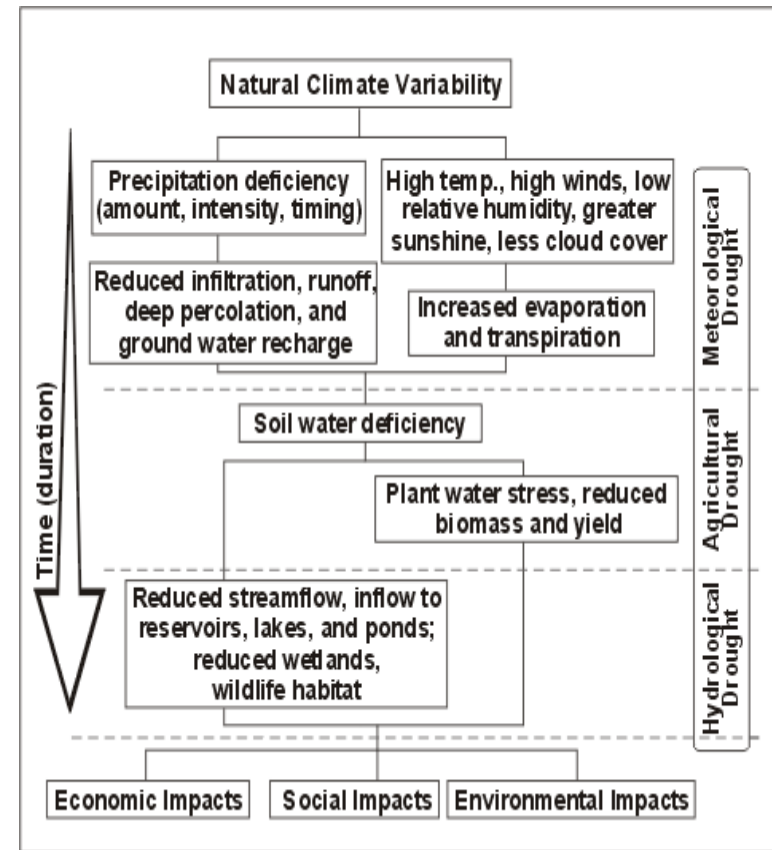 Natural Climate Variability
Precipitation deficiency
(amount, intensity, timing)
High temp., high winds, low
relative humidity, greater
sunshine, less cloud cover
Reduced infiltration, runoff,
deep percolation, and
ground water recharge
Increased evaporation
and transpiration
Meteorological
Drought
Soil water deficiency
Plant water stress, reduced
biomass and yield
Agricultural
Drought
Time (duration)
Reduced streamflow, inflow to
reservoirs, lakes, and ponds;
reduced wetlands,
wildlife habitat
Hydrological
Drought
Economic Impacts
Social Impacts
Environmental Impacts